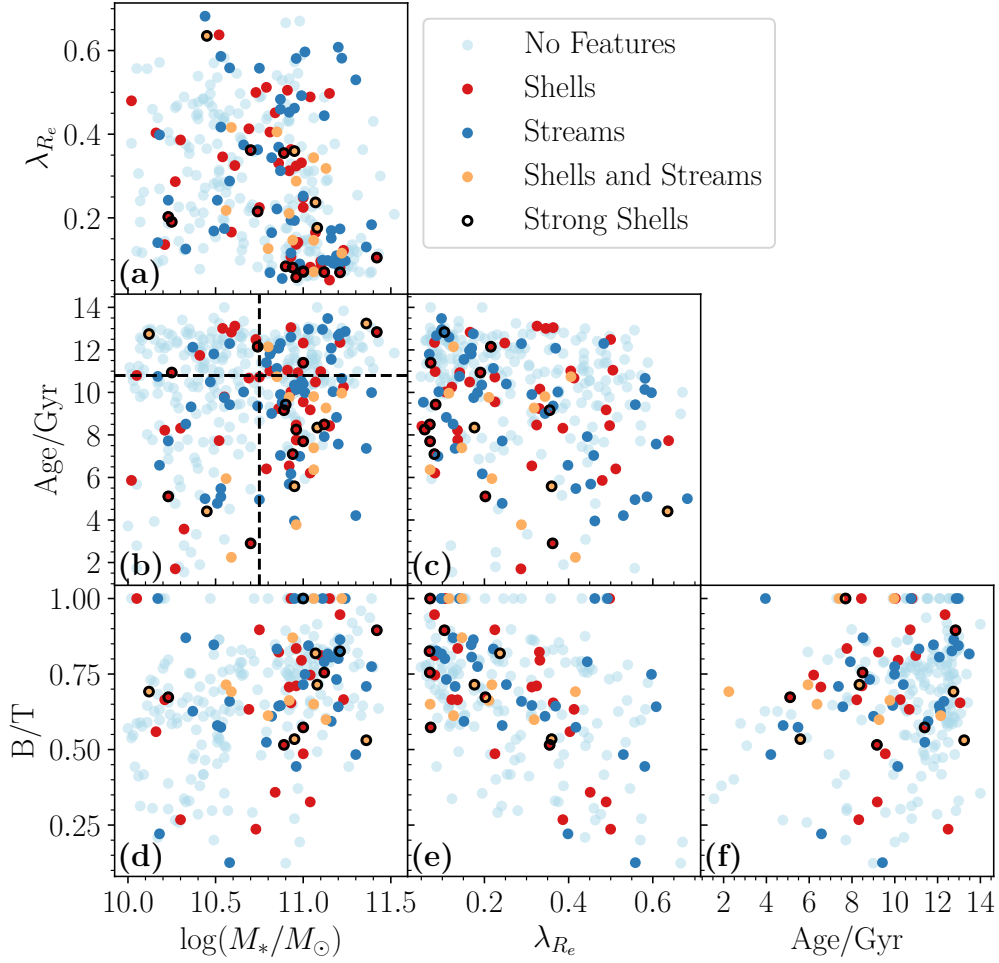 No Features
Shells
Streams
Shells and Streams
Strong Shells
0.6
0.4
0.2
λ_{R_e}
(a)
14
12
10
8
6
4
2
Age/Gyr
(b)
(c)
1.00
0.75
0.50
0.25
B/T
(d)
(e)
(f)
10.0 10.5 11.0 11.5
0.2 0.4 0.6
2 4 6 8 10 12 14
log(M_*/M_⊙)
λ_{R_e}
Age/Gyr